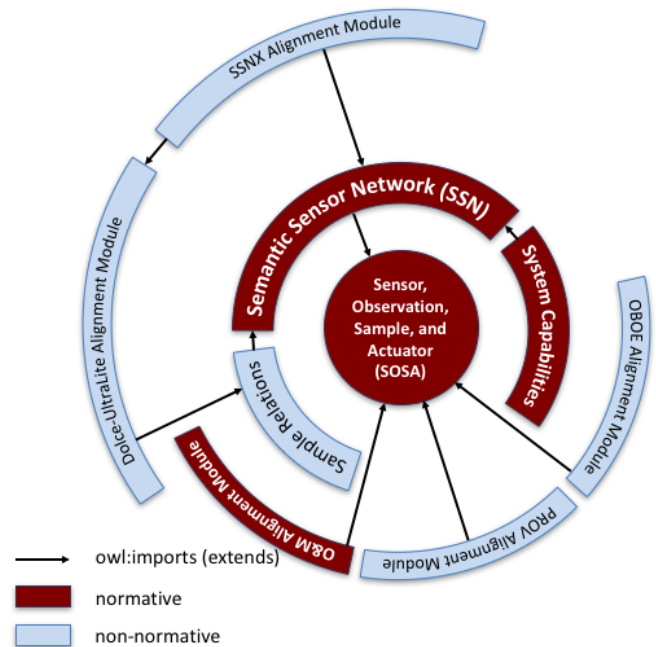 SSNX Alignment Module
Semantic Sensor Network (SSN)
System Capabilities
Sensor,
Observation,
Sample, and
Actuator
(SOSA)
Dolce-UltraLite Alignment Module
OBOE Alignment Module
Sample Relations
O&M Alignment Module
PROV Alignment Module
owl:imports (extends)
normative
non-normative